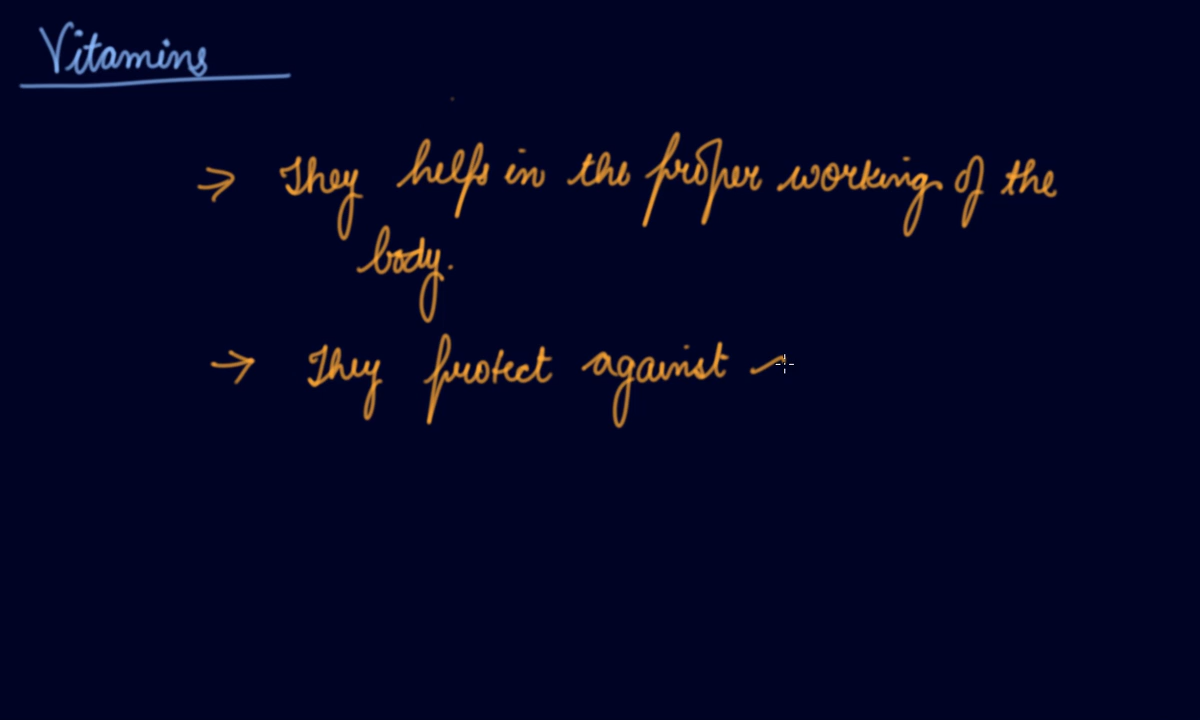 Vitamins
→ They helps in the proper working of the
body.
→ They protect against